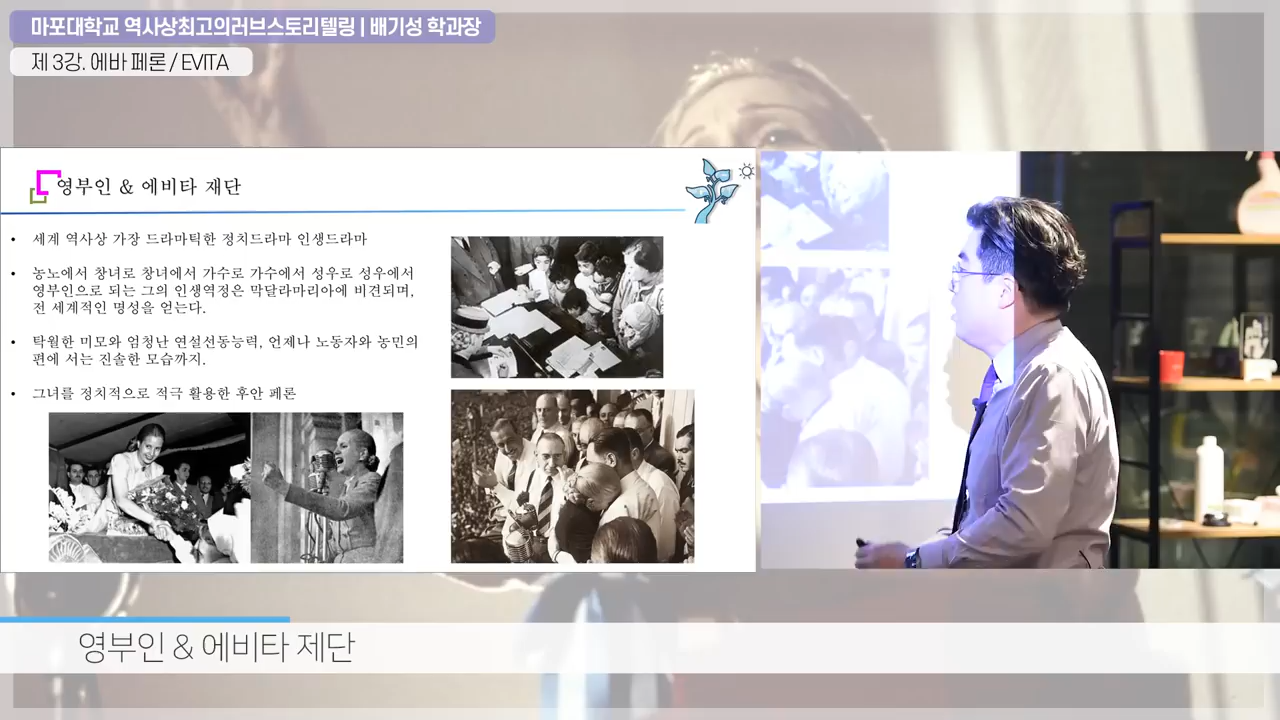 마포대학교 역사상최고의러브스토리텔링 | 배기성 학과장
제 3강. 에바 페론 / EVITA
영부인 & 에비타 재단
• 세계 역사상 가장 드라마틱한 정치드라마 인생드라마
• 농노에서 창녀로 창녀에서 가수로 가수에서 성우로 성우에서
영부인으로 되는 그의 인생역정은 막달라마리아에 비견되며,
전 세계적인 명성을 얻는다.
• 탁월한 미모와 엄청난 연설선동능력, 언제나 노동자와 농민의
편에 서는 진솔한 모습까지.
• 그녀를 정치적으로 적극 활용한 후안 페론
영부인 & 에비타 제단